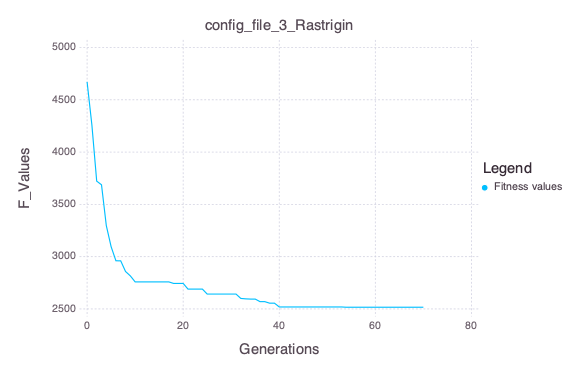 config_file_3_Rastrigin
5000
4500
4000
3500
3000
2500
F_Values
0
20
40
60
80
Generations
Legend
Fitness values